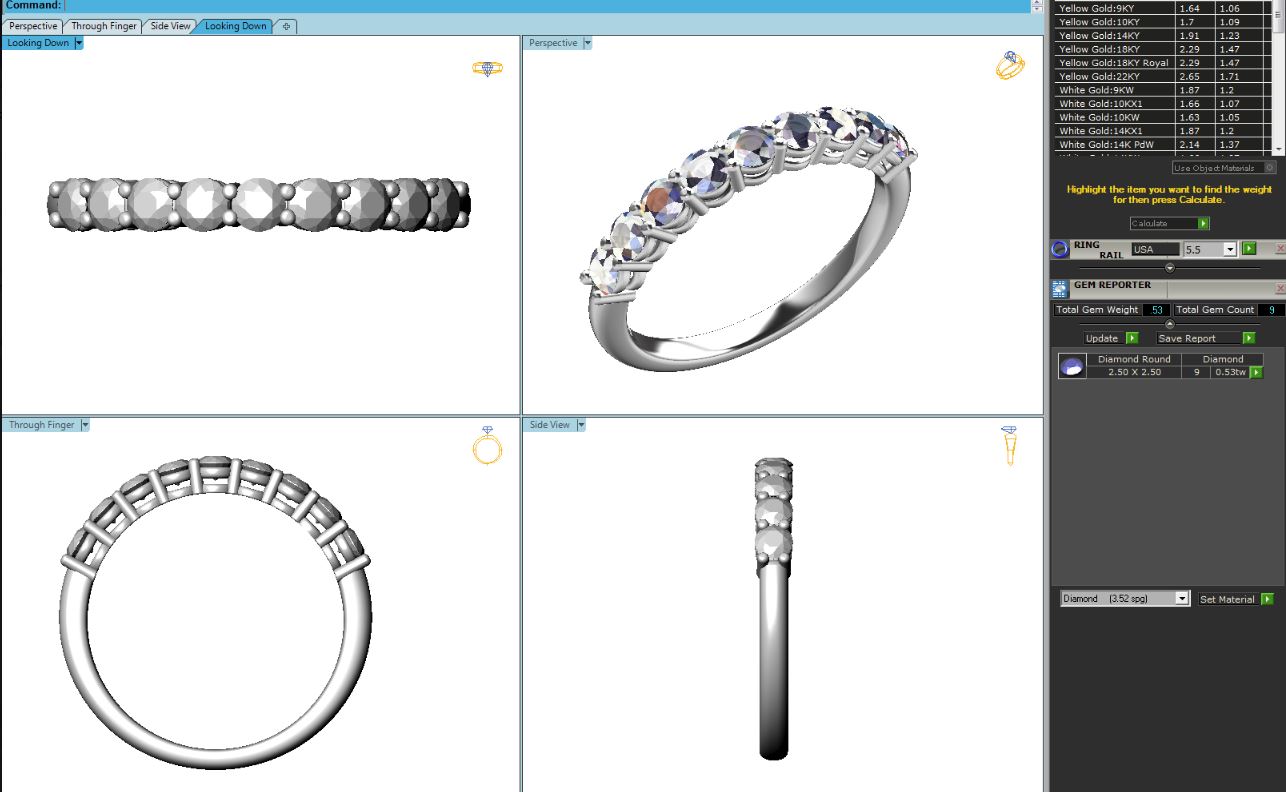 Command:
Perspective Through Finger Side View Looking Down
Looking Down
Perspective
Through Finger
Side View
Yellow Gold:9KY 1.64 1.06
Yellow Gold:10KY 1.7 1.09
Yellow Gold:14KY 1.91 1.23
Yellow Gold:18KY 2.29 1.47
Yellow Gold:18KY Royal 2.29 1.47
Yellow Gold:22KY 2.65 1.71
White Gold:9KW 1.87 1.2
White Gold:10KX1 1.66 1.07
White Gold:10KW 1.63 1.05
White Gold:14KX1 1.87 1.2
White Gold:14K PdW 2.14 1.37
Use Object Materials
Highlight the item you want to find the weight
for then press Calculate.
Calculate
RING
RAIL USA 5.5
GEM REPORTER
Total Gem Weight .53 Total Gem Count 9
Update Save Report
Diamond Round Diamond
2.50 X 2.50 9 0.53tw
Diamond (3.52 spg) Set Material